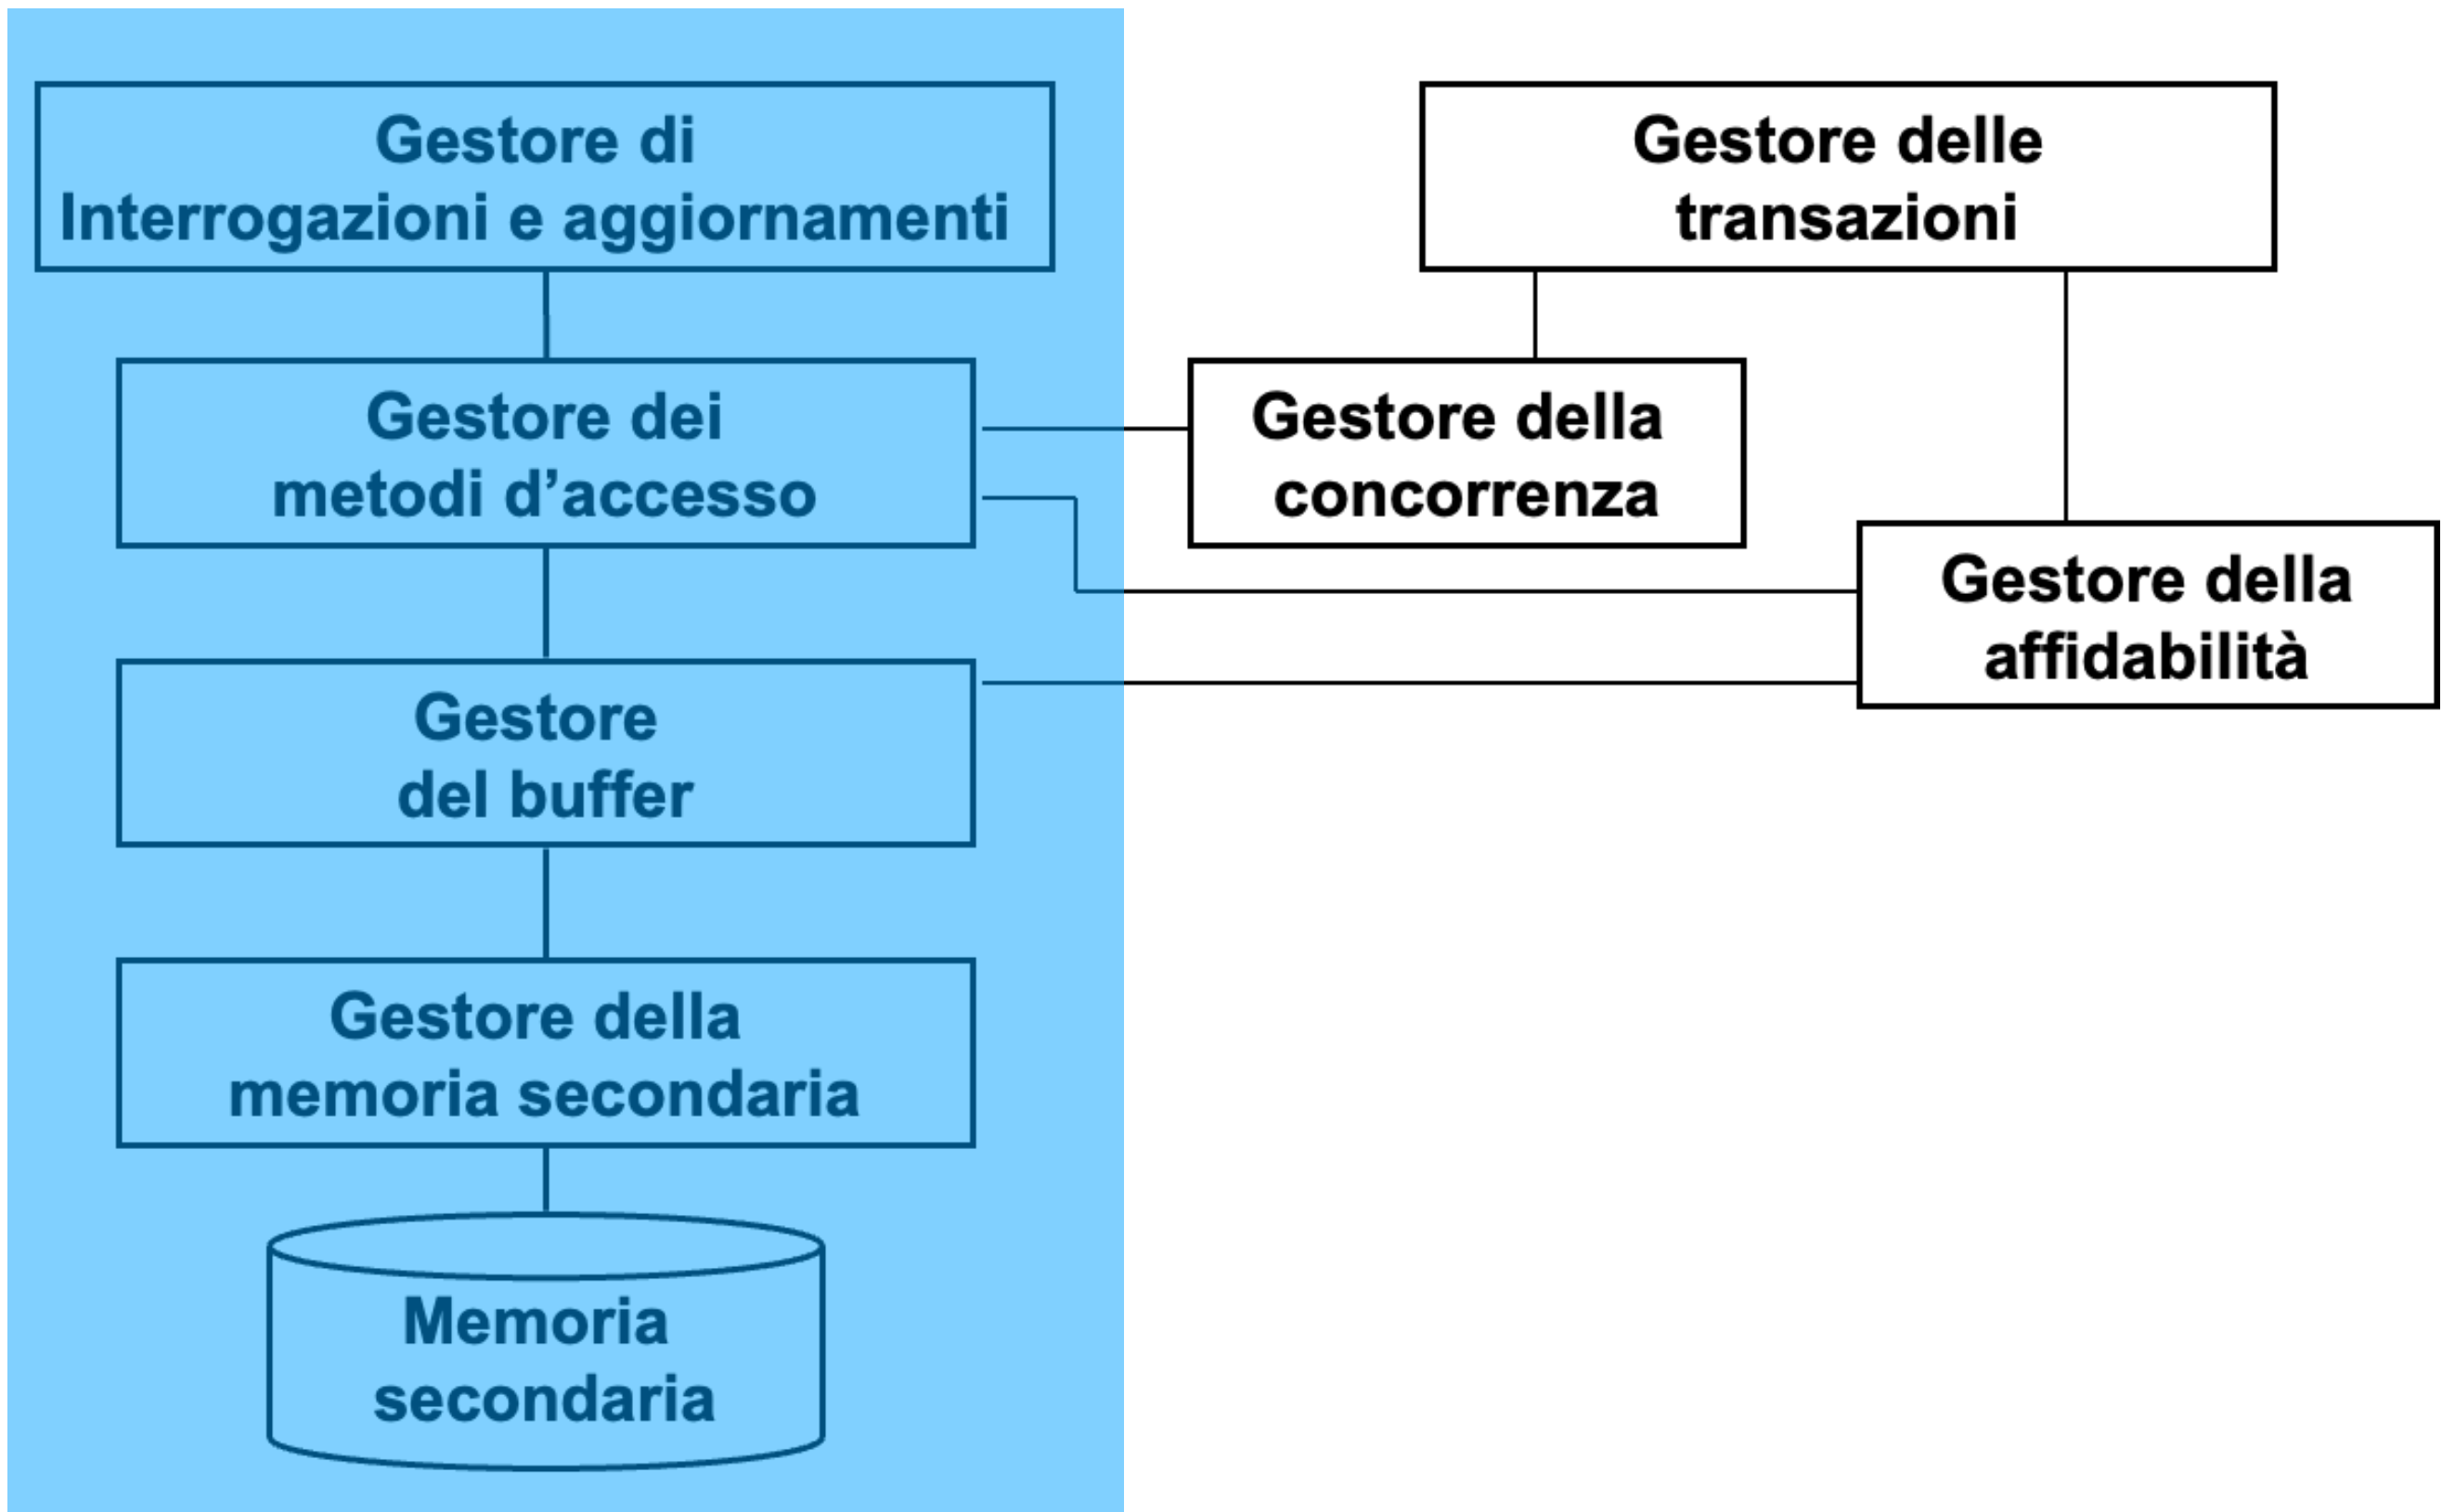 Gestore di
Interrogazioni e aggiornamenti
Gestore delle
transazioni
Gestore dei
metodi d’accesso
Gestore della
concorrenza
Gestore della
affidabilità
Gestore
del buffer
Gestore della
memoria secondaria
Memoria
secondaria